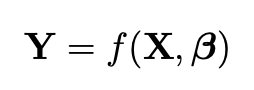 Y = f(X, β)